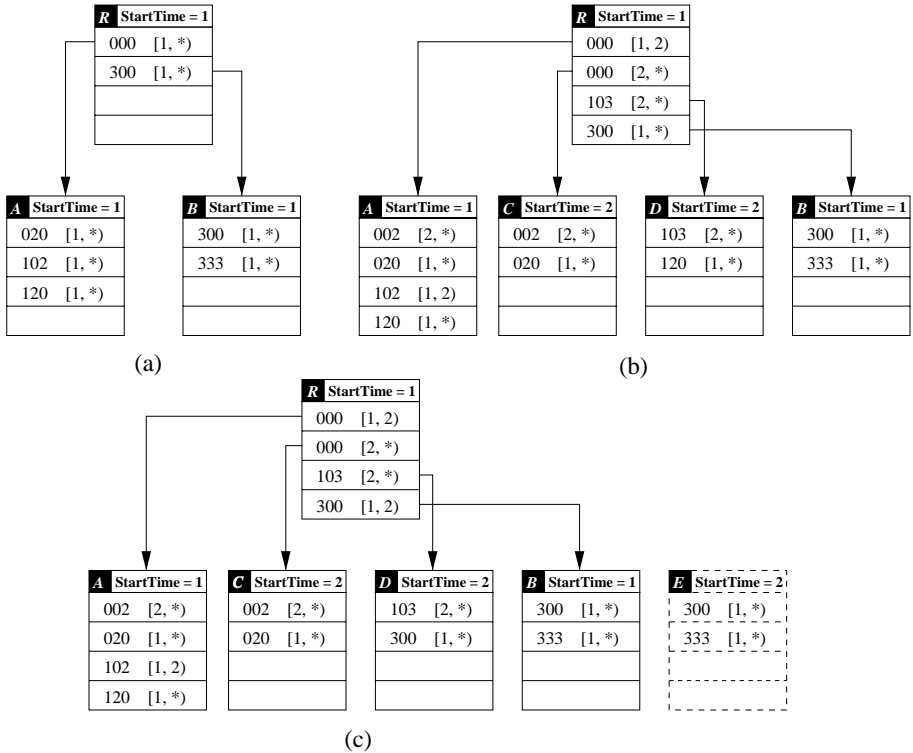 R StartTime = 1
000 [1, *)
300 [1, *)
A StartTime = 1
020 [1, *)
102 [1, *)
120 [1, *)
B StartTime = 1
300 [1, *)
333 [1, *)
(a)
R StartTime = 1
000 [1, 2)
000 [2, *)
103 [2, *)
300 [1, *)
A StartTime = 1
002 [2, *)
020 [1, *)
102 [1, 2)
120 [1, *)
C StartTime = 2
002 [2, *)
020 [1, *)
D StartTime = 2
103 [2, *)
120 [1, *)
B StartTime = 1
300 [1, *)
333 [1, *)
(b)
R StartTime = 1
000 [1, 2)
000 [2, *)
103 [2, *)
300 [1, 2)
A StartTime = 1
002 [2, *)
020 [1, *)
102 [1, 2)
120 [1, *)
C StartTime = 2
002 [2, *)
020 [1, *)
D StartTime = 2
103 [2, *)
300 [1, *)
B StartTime = 1
300 [1, *)
333 [1, *)
E StartTime = 2
300 [1, *)
333 [1, *)
(c)